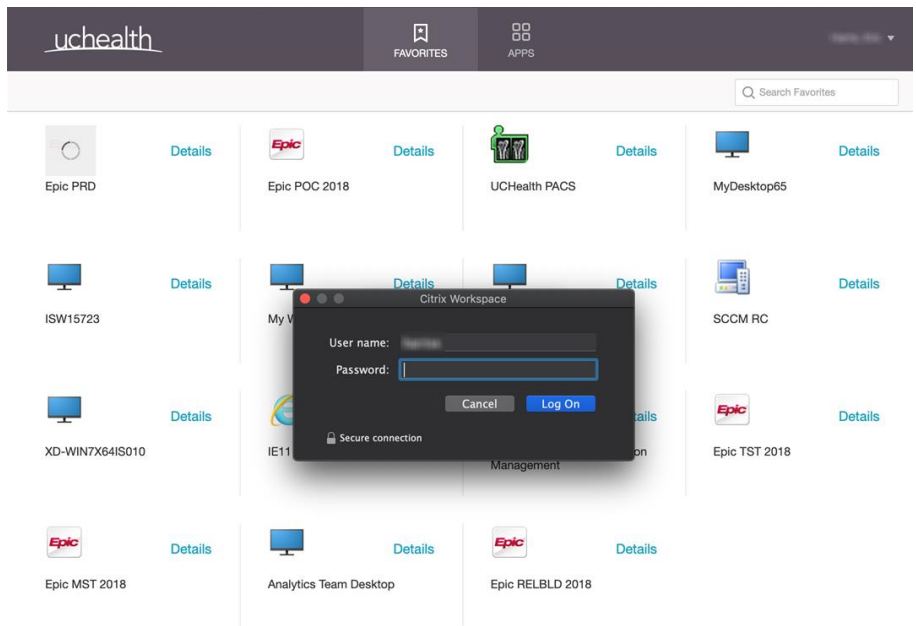 uchealth
FAVORITES
APPS
Search Favorites
Epic
Details
Epic
Details
Details
Details
Epic PRD
Epic POC 2018
UCHealth PACS
MyDesktop65
Details
Details
Details
Details
ISW15723
My
SCCM RC
Citrix Workspace
User name:
Password:
Cancel
Log On
Secure connection
Details
ails
Epic
Details
XD-WIN7X64IS010
IE11
on
Management
Epic TST 2018
Epic
Details
Details
Epic
Details
Epic MST 2018
Analytics Team Desktop
Epic RELBLD 2018